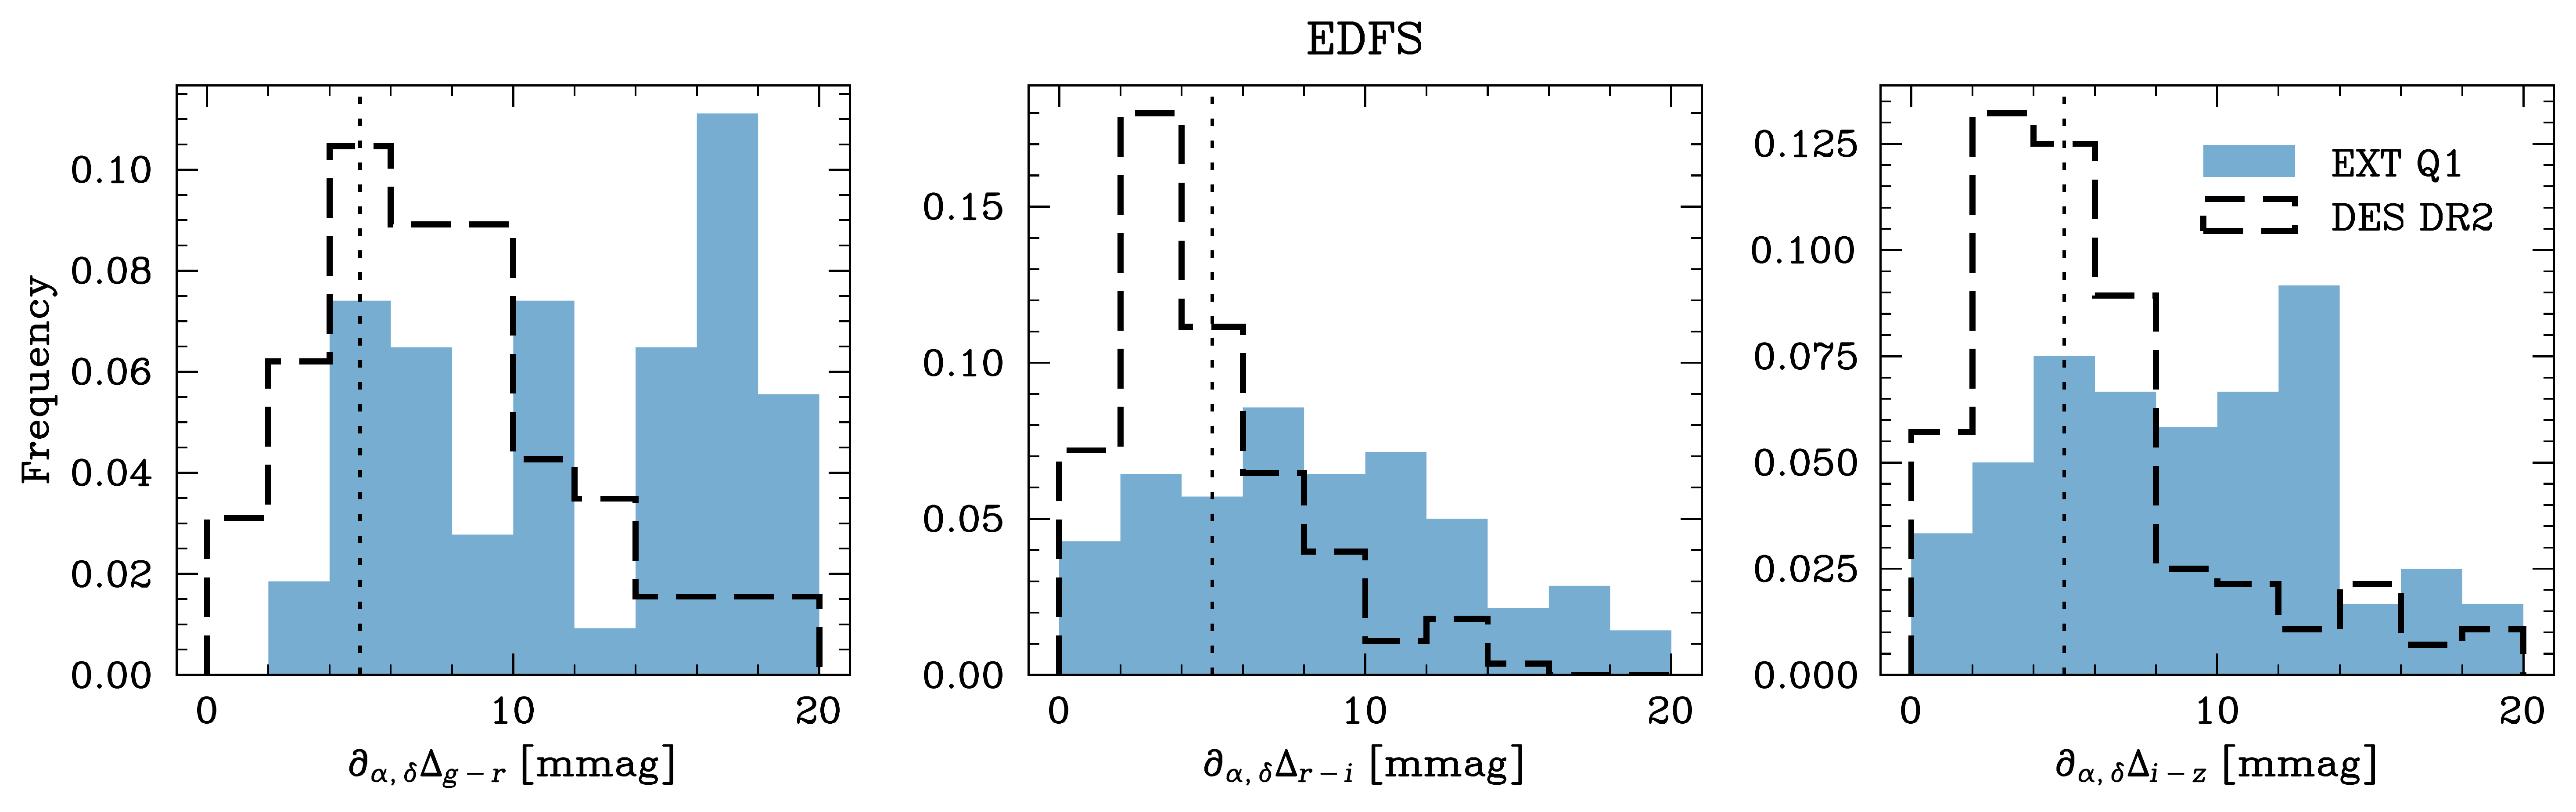 EDFS
Frequency
0.10
0.08
0.06
0.04
0.02
0.00
0 10 20
∂α, δΔg − r [mmag]
0.15
0.10
0.05
0.00
0 10 20
∂α, δΔr − i [mmag]
0.125
0.100
0.075
0.050
0.025
0.000
0 10 20
∂α, δΔi − z [mmag]
EXT Q1
DES DR2